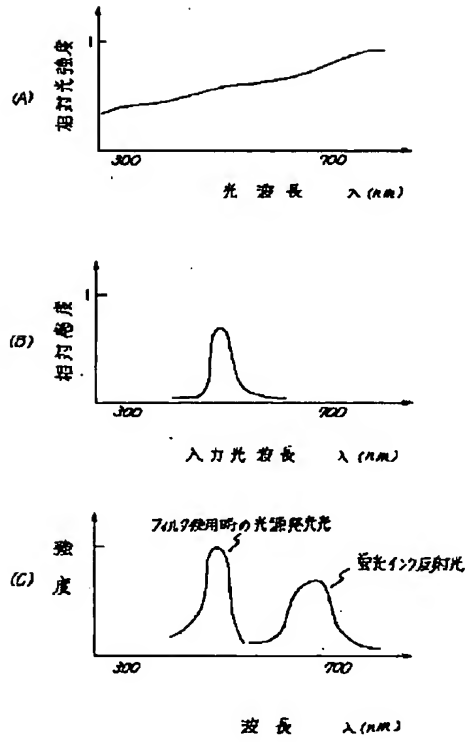 (A)
相対光強度
1
300
700
光波長 λ(nm)
(B)
相対感度
1
300
700
入力光波長 λ(nm)
(C)
強度
フィルタ使用時の光源発光光
蛍光インク反射光
300
700
波長 λ(nm)